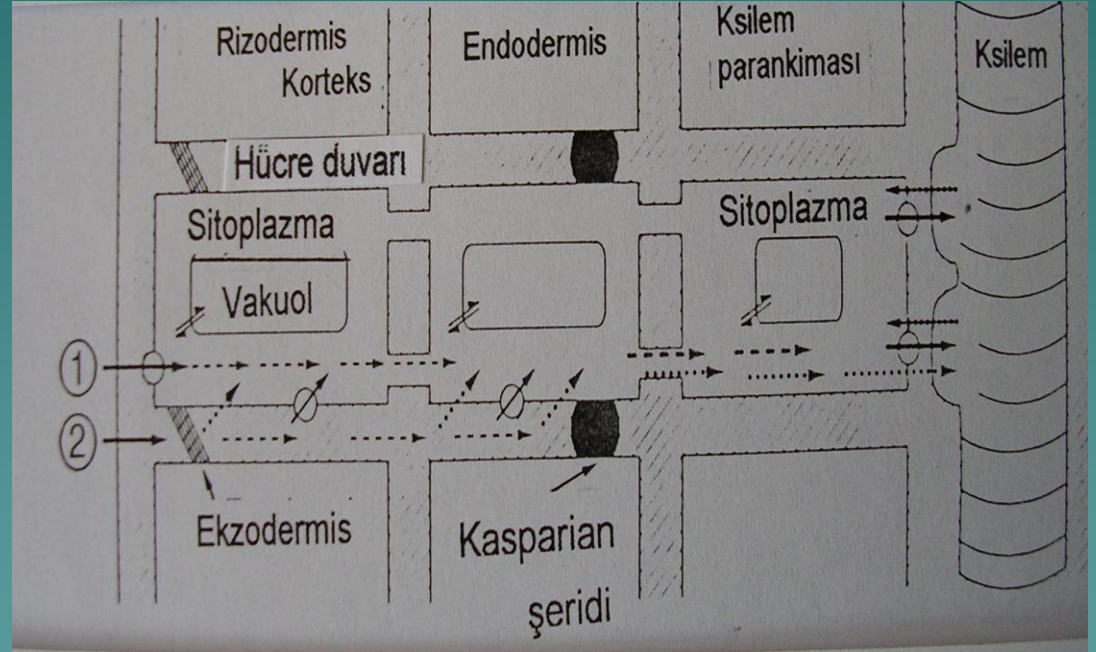 Rizodermis
Korteks
Endodermis
Ksilem
parankiması
Ksilem
Hücre duvarı
Sitoplazma
Sitoplazma
Vakuol
1
2
Ekzodermis
Kasparian
şeridi